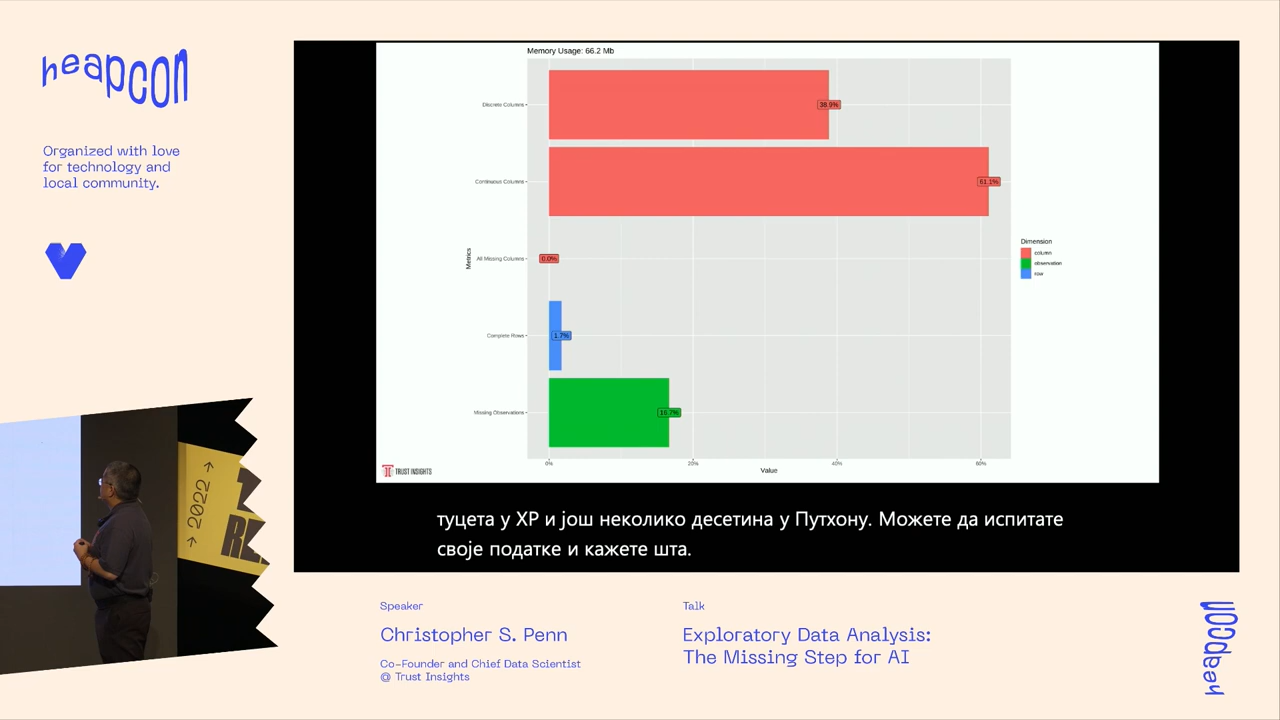 heapcon
Organized with love
for technology and
local community.
Memory Usage: 66.2 Mb
Discrete Columns
38.9%
Continuous Columns
61.1%
All Missing Columns
0.0%
Complete Rows
1.7%
Missing Observations
16.7%
Metrics
0%
20%
40%
60%
Value
Dimension
column
observation
row
TRUST INSIGHTS
туцета у ХР и још неколико десетина у Путхону. Можете да испитате
своје податке и кажете шта.
2022
Speaker
Christopher S. Penn
Co-Founder and Chief Data Scientist
@ Trust Insights
Talk
Exploratory Data Analysis:
The Missing Step for AI
heapcon